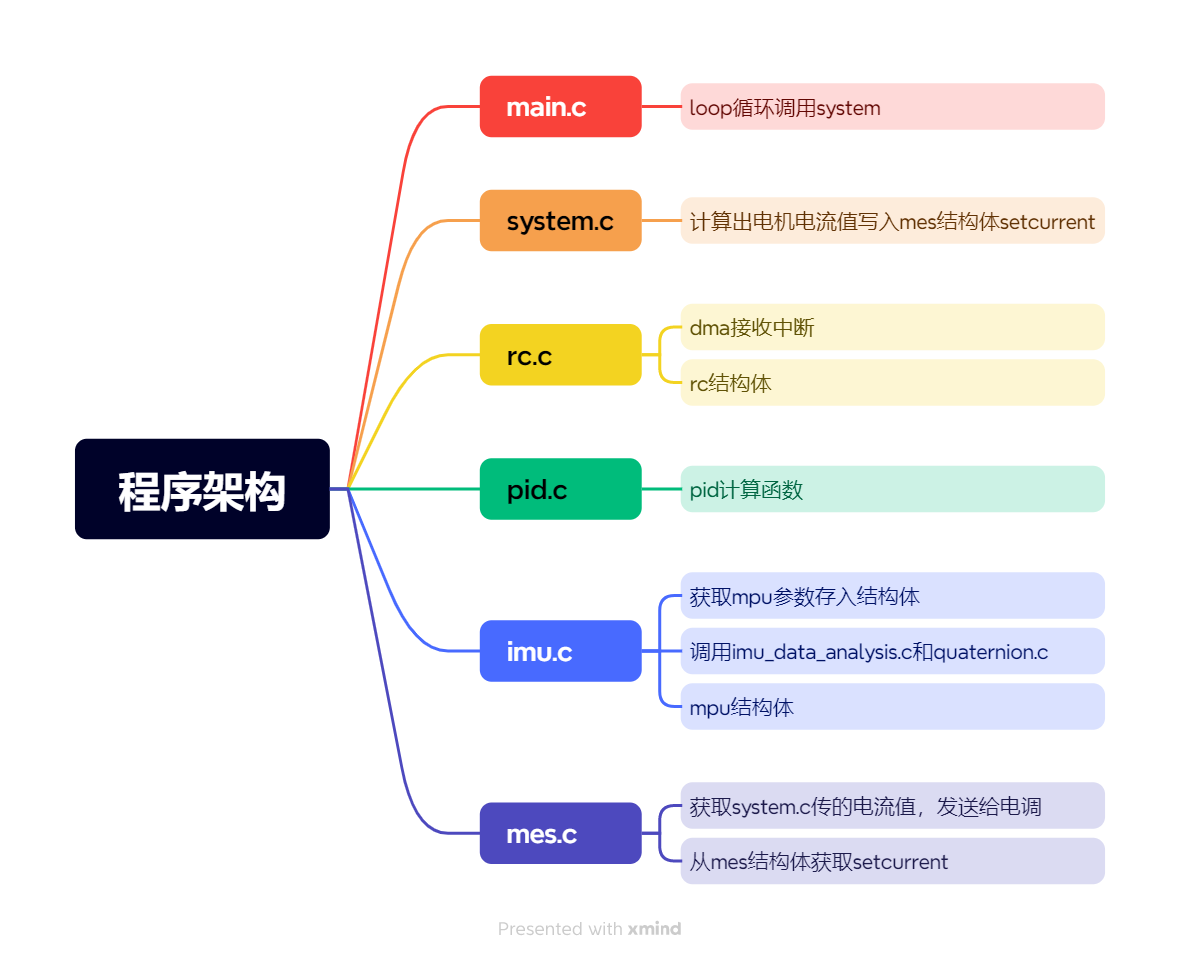 main.c
loop循环调用system
system.c
计算出电机电流值写入mes结构体setcurrent
rc.c
dma接收中断
rc结构体
程序架构
pid.c
pid计算函数
imu.c
获取mpu参数存入结构体
调用imu_data_analysis.c和quaternion.c
mpu结构体
mes.c
获取system.c传的电流值，发送给电调
从mes结构体获取setcurrent
Presented with xmind